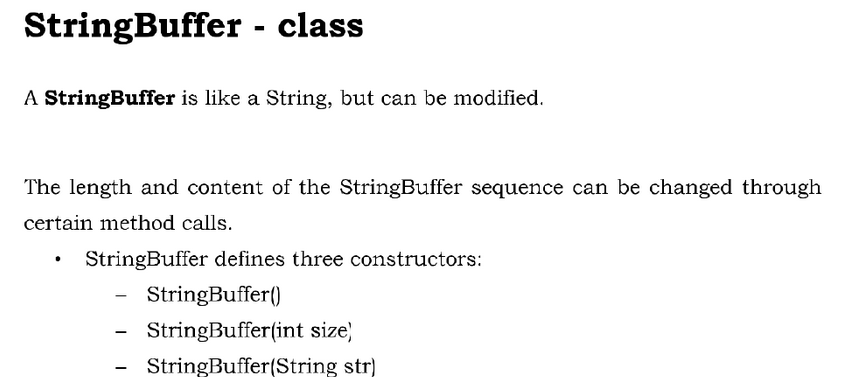 StringBuffer - class
A StringBuffer is like a String, but can be modified.
The length and content of the StringBuffer sequence can be changed through
certain method calls.
• StringBuffer defines three constructors:
– StringBuffer()
– StringBuffer(int size)
– StringBuffer(String str)